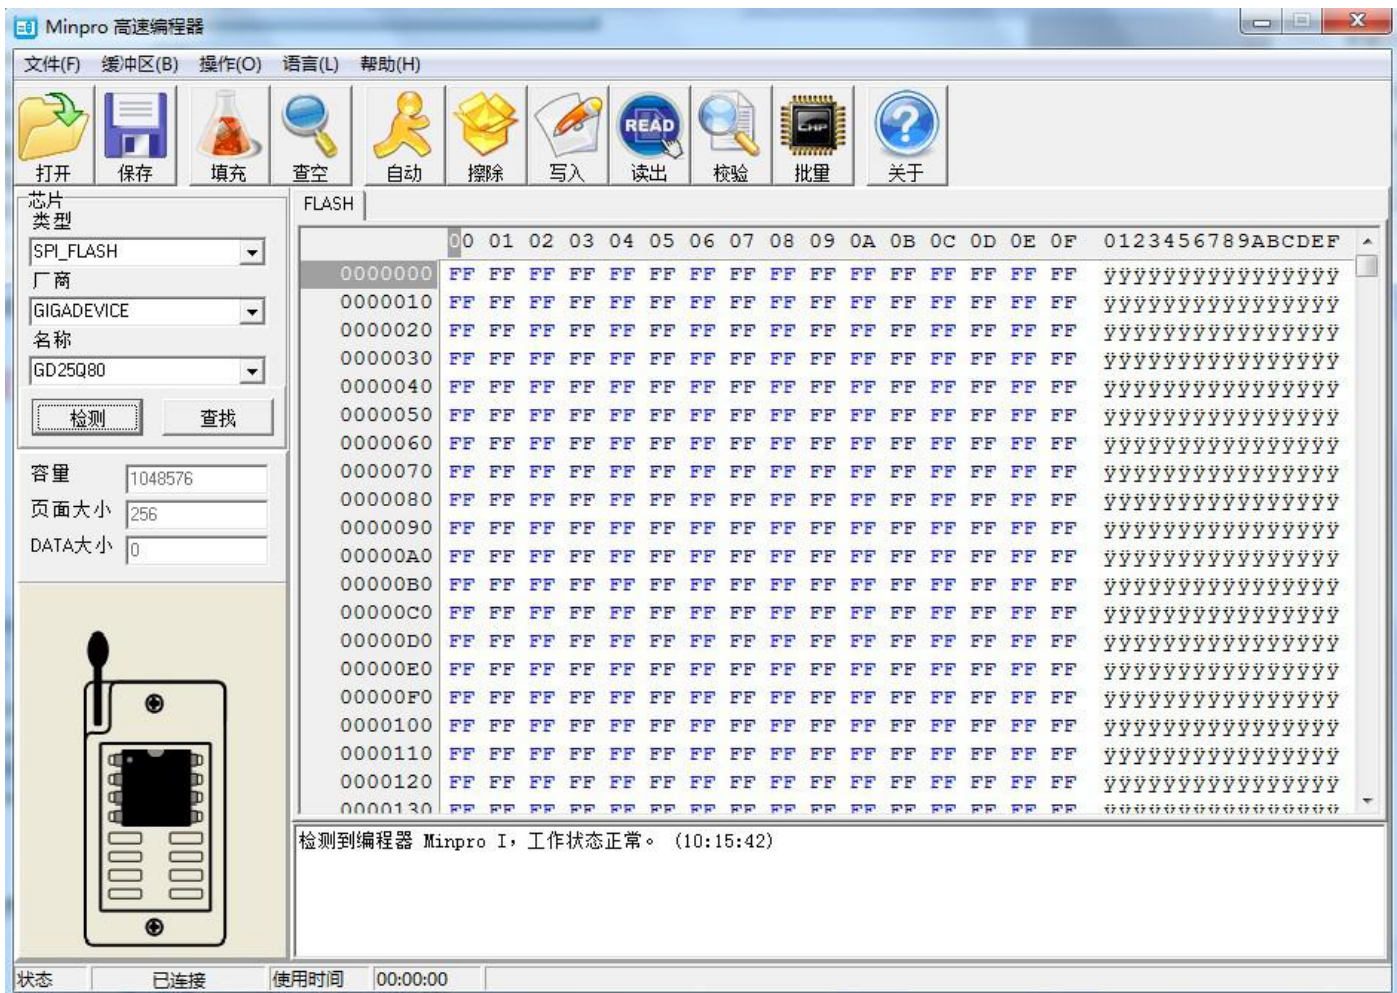 Minpro 高速编程器
文件(F) 缓冲区(B) 操作(O) 语言(L) 帮助(H)
READ CHP
打开 保存 填充 查空 自动 擦除 写入 读出 校验 批量 关于
芯片
类型
SPI_FLASH
厂商
GIGADEVICE
名称
GD25Q80
检测 查找
容量 1048576
页面大小 256
DATA大小 0
FLASH
00 01 02 03 04 05 06 07 08 09 0A 0B 0C 0D 0E 0F 0123456789ABCDEF
0000000 FF FF FF FF FF FF FF FF FF FF FF FF FF FF FF FF ÿÿÿÿÿÿÿÿÿÿÿÿÿÿÿÿ
0000010 FF FF FF FF FF FF FF FF FF FF FF FF FF FF FF FF ÿÿÿÿÿÿÿÿÿÿÿÿÿÿÿÿ
0000020 FF FF FF FF FF FF FF FF FF FF FF FF FF FF FF FF ÿÿÿÿÿÿÿÿÿÿÿÿÿÿÿÿ
0000030 FF FF FF FF FF FF FF FF FF FF FF FF FF FF FF FF ÿÿÿÿÿÿÿÿÿÿÿÿÿÿÿÿ
0000040 FF FF FF FF FF FF FF FF FF FF FF FF FF FF FF FF ÿÿÿÿÿÿÿÿÿÿÿÿÿÿÿÿ
0000050 FF FF FF FF FF FF FF FF FF FF FF FF FF FF FF FF ÿÿÿÿÿÿÿÿÿÿÿÿÿÿÿÿ
0000060 FF FF FF FF FF FF FF FF FF FF FF FF FF FF FF FF ÿÿÿÿÿÿÿÿÿÿÿÿÿÿÿÿ
0000070 FF FF FF FF FF FF FF FF FF FF FF FF FF FF FF FF ÿÿÿÿÿÿÿÿÿÿÿÿÿÿÿÿ
0000080 FF FF FF FF FF FF FF FF FF FF FF FF FF FF FF FF ÿÿÿÿÿÿÿÿÿÿÿÿÿÿÿÿ
0000090 FF FF FF FF FF FF FF FF FF FF FF FF FF FF FF FF ÿÿÿÿÿÿÿÿÿÿÿÿÿÿÿÿ
00000A0 FF FF FF FF FF FF FF FF FF FF FF FF FF FF FF FF ÿÿÿÿÿÿÿÿÿÿÿÿÿÿÿÿ
00000B0 FF FF FF FF FF FF FF FF FF FF FF FF FF FF FF FF ÿÿÿÿÿÿÿÿÿÿÿÿÿÿÿÿ
00000C0 FF FF FF FF FF FF FF FF FF FF FF FF FF FF FF FF ÿÿÿÿÿÿÿÿÿÿÿÿÿÿÿÿ
00000D0 FF FF FF FF FF FF FF FF FF FF FF FF FF FF FF FF ÿÿÿÿÿÿÿÿÿÿÿÿÿÿÿÿ
00000E0 FF FF FF FF FF FF FF FF FF FF FF FF FF FF FF FF ÿÿÿÿÿÿÿÿÿÿÿÿÿÿÿÿ
00000F0 FF FF FF FF FF FF FF FF FF FF FF FF FF FF FF FF ÿÿÿÿÿÿÿÿÿÿÿÿÿÿÿÿ
0000100 FF FF FF FF FF FF FF FF FF FF FF FF FF FF FF FF ÿÿÿÿÿÿÿÿÿÿÿÿÿÿÿÿ
0000110 FF FF FF FF FF FF FF FF FF FF FF FF FF FF FF FF ÿÿÿÿÿÿÿÿÿÿÿÿÿÿÿÿ
0000120 FF FF FF FF FF FF FF FF FF FF FF FF FF FF FF FF ÿÿÿÿÿÿÿÿÿÿÿÿÿÿÿÿ
0000130 FF FF FF FF FF FF FF FF FF FF FF FF FF FF FF FF ÿÿÿÿÿÿÿÿÿÿÿÿÿÿÿÿ
检测到编程器 Minpro I，工作状态正常。 (10:15:42)
状态 已连接 使用时间 00:00:00